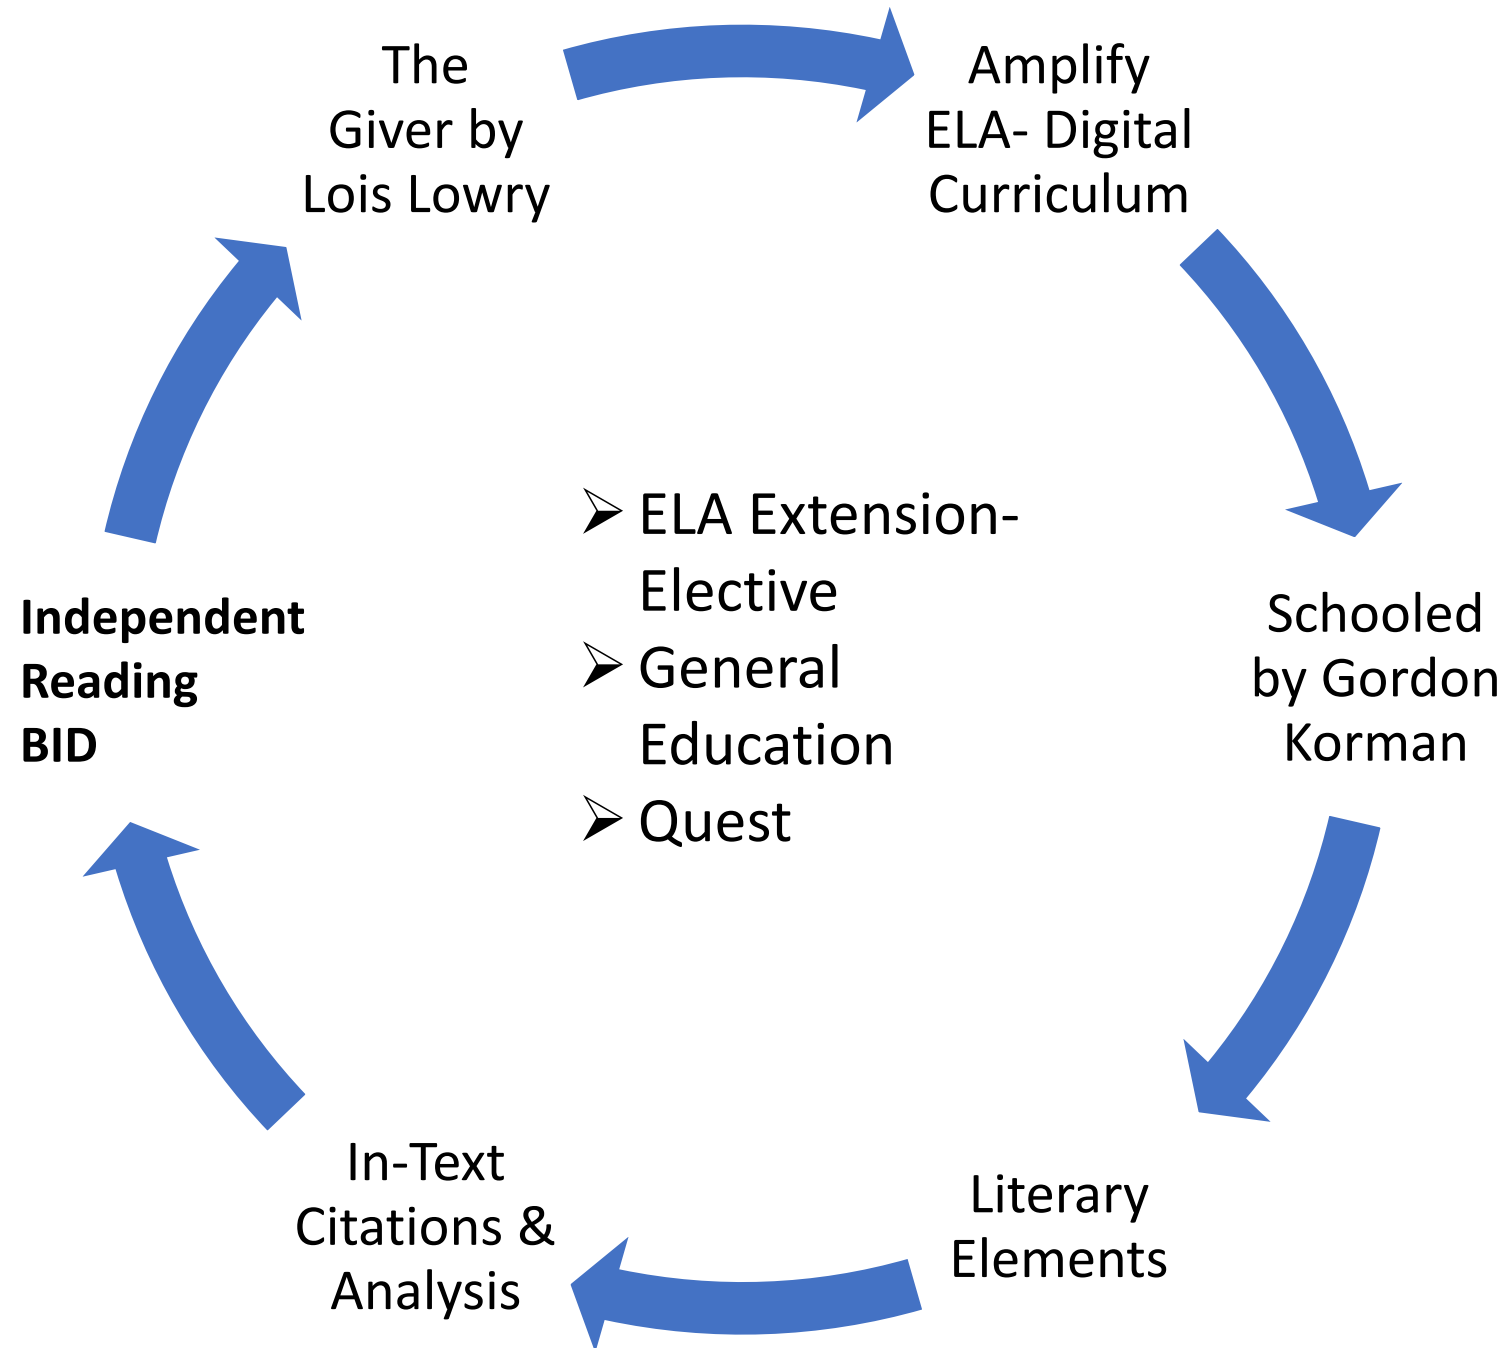 The
Giver by
Lois Lowry
Amplify
ELA- Digital
Curriculum
Schooled
by Gordon
Korman
Literary
Elements
In-Text
Citations &
Analysis
Independent
Reading
BID
ELA Extension-
Elective
General
Education
Quest